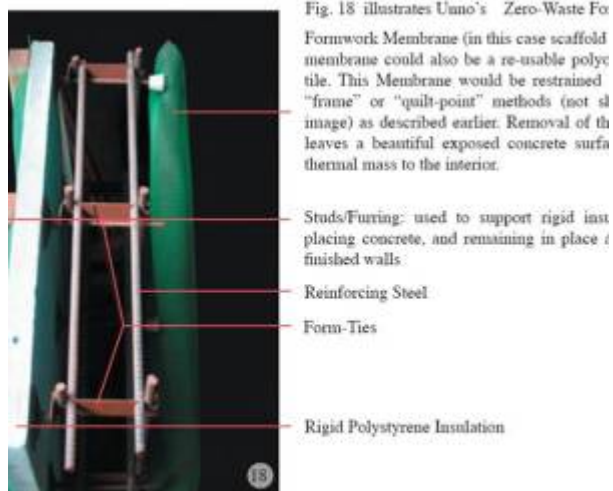 Fig. 18 illustrates Unno's Zero-Waste For
Formwork Membrane (in this case scaffold
membrane could also be a re-usable polyo
tile. This Membrane would be restrained
“frame” or “quilt-point” methods (not sh
image) as described earlier. Removal of th
leaves a beautiful exposed concrete surfa
thermal mass to the interior.
Studs/Furring: used to support rigid insu
placing concrete, and remaining in place
finished walls
Reinforcing Steel
Form-Ties
Rigid Polystyrene Insulation
18